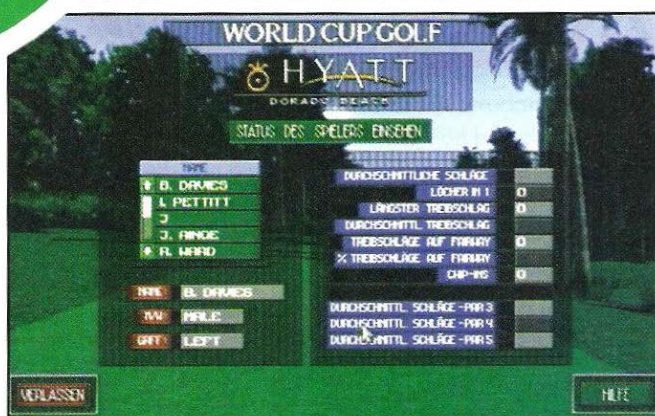 WORLD CUP GOLF
HYATT
DORADO BEACH
STATUS DES SPIELERS EINSEHEN
NAME
B. DAVIES
I. PETTITT
J
J. AINGE
A. WARD
NAME B. DAVIES
M/W MALE
LEFT
DURCHSCHNITTLICHE SCHLÄGE
LÖCHER IN 1 0
LÄNGSTER TREIBSCHLAG 0
DURCHSCHNITTL TREIBSCHLAG
TREIBSCHLÄGE AUF FAIRWAY 0
% TREIBSCHLÄGE AUF FAIRWAY
CHIP-INS 0
DURCHSCHNITTL. SCHLÄGE -PAR 3
DURCHSCHNITTL. SCHLÄGE -PAR 4
DURCHSCHNITTL. SCHLÄGE -PAR 5
VERLASSEN
HILFE